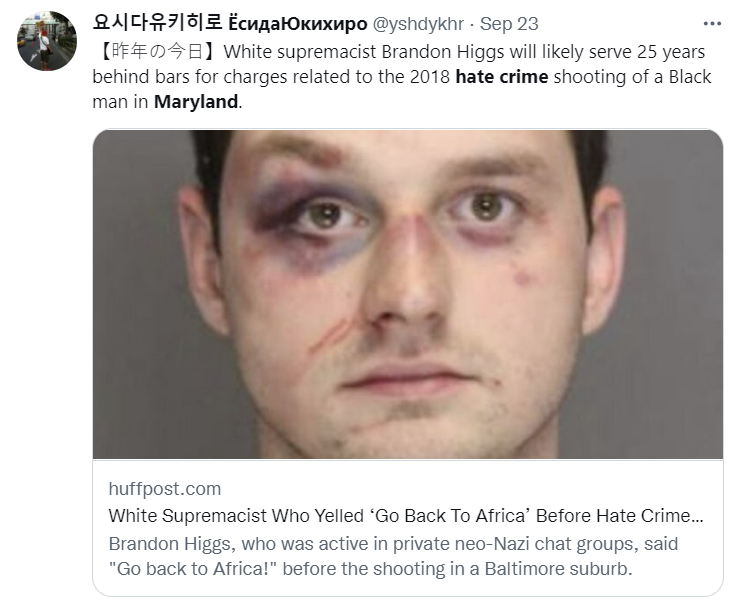 요시다유키히로 ЁсидаЮкихиро @yshdykhr · Sep 23
【昨年の今日】White supremacist Brandon Higgs will likely serve 25 years
behind bars for charges related to the 2018 hate crime shooting of a Black
man in Maryland.
huffpost.com
White Supremacist Who Yelled ‘Go Back To Africa’ Before Hate Crime...
Brandon Higgs, who was active in private neo-Nazi chat groups, said
"Go back to Africa!" before the shooting in a Baltimore suburb.